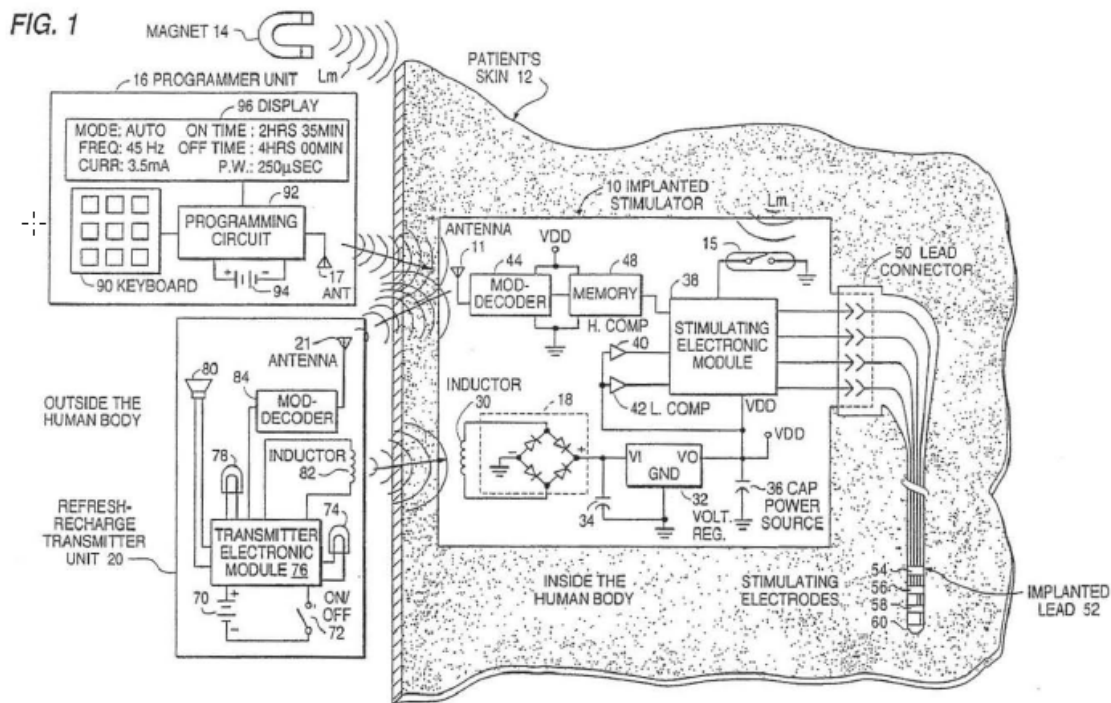 FIG. 1
MAGNET 14
Lm
PATIENT'S
SKIN 12
16 PROGRAMMER UNIT
96 DISPLAY
MODE: AUTO ON TIME : 2HRS 35MIN
FREQ: 45 Hz OFF TIME : 4HRS 00MIN
CURR: 3.5mA P.W.: 250µSEC
92
PROGRAMMING
CIRCUIT
+ -
94
17
ANT
90 KEYBOARD
10 IMPLANTED
STIMULATOR
Lm
ANTENNA
11
44
MOD-
DECODER
VDD
48
MEMORY
15
38
STIMULATING
ELECTRONIC
MODULE
50 LEAD
CONNECTOR
H. COMP
40
42 L. COMP
VDD
VDD
INDUCTOR
30
18
- +
VI VO
GND
32
VOLT.
REG.
34
36 CAP
POWER
SOURCE
21
ANTENNA
80
84
MOD-
DECODER
OUTSIDE THE
HUMAN BODY
INDUCTOR
82
78
74
REFRESH-
RECHARGE
TRANSMITTER
UNIT 20
TRANSMITTER
ELECTRONIC
MODULE 76
70
+
-
ON/
OFF
72
INSIDE THE
HUMAN BODY
STIMULATING
ELECTRODES
54
56
58
60
IMPLANTED
LEAD 52